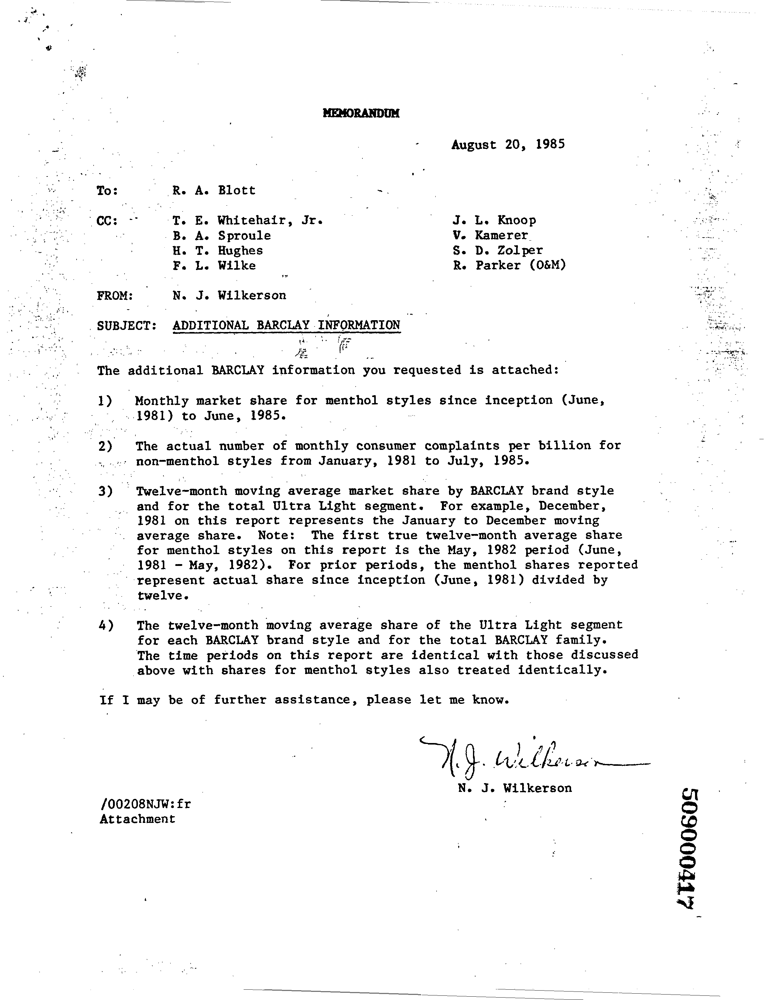 MEMORANDUM
August 20, 1985
To: R. A. Blott
CC: T. E. Whitehair, Jr. J. L. Knoop
B. A. Sproule V. Kamerer
H. T. Hughes S. D. Zolper
F. L. Wilke R. Parker (O&M)
FROM: N. J. Wilkerson
SUBJECT: ADDITIONAL BARCLAY INFORMATION
The additional BARCLAY information you requested is attached:
1) Monthly market share for menthol styles since inception (June,
1981) to June, 1985.
2) The actual number of monthly consumer complaints per billion for
non-menthol styles from January, 1981 to July, 1985.
3) Twelve-month moving average market share by BARCLAY brand style
and for the total Ultra Light segment. For example, December,
1981 on this report represents the January to December moving
average share. Note: The first true twelve-month average share
for menthol styles on this report is the May, 1982 period (June,
1981 - May, 1982). For prior periods, the menthol shares reported
represent actual share since inception (June, 1981) divided by
twelve.
4) The twelve-month moving average share of the Ultra Light segment
for each BARCLAY brand style and for the total BARCLAY family.
The time periods on this report are identical with those discussed
above with shares for menthol styles also treated identically.
If I may be of further assistance, please let me know.
N. J. Wilkerson
N. J. Wilkerson
/00208NJW:fr
Attachment
509000417